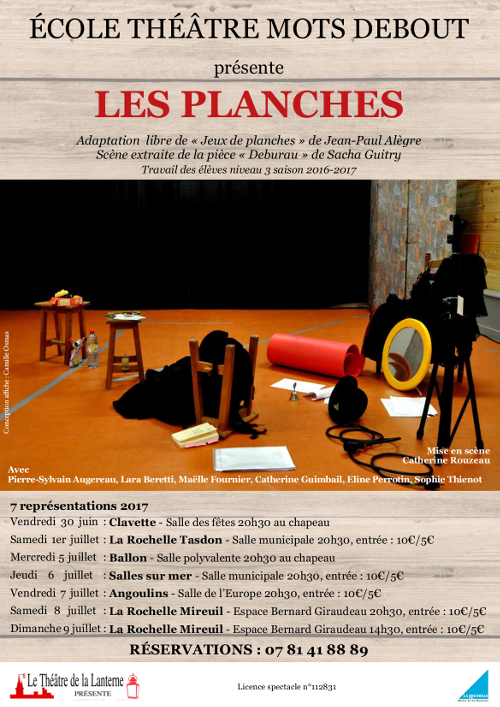 ÉCOLE THÉÂTRE MOTS DEBOUT
présente
LES PLANCHES
Adaptation libre de « Jeux de planches » de Jean-Paul Alègre
Scène extraite de la pièce « Deburau » de Sacha Guitry
Travail des élèves niveau 3 saison 2016-2017
Conception affiche : Camille Osmas
Mise en scène
Catherine Rouzeau
Avec
Pierre-Sylvain Augereau, Lara Beretti, Maëlle Fournier, Catherine Guimbail, Eline Perrotin, Sophie Thienot
7 représentations 2017
Vendredi 30 juin : Clavette - Salle des fêtes 20h30 au chapeau
Samedi 1er juillet : La Rochelle Tasdon - Salle municipale 20h30, entrée : 10€/5€
Mercredi 5 juillet : Ballon - Salle polyvalente 20h30 au chapeau
Jeudi 6 juillet : Salles sur mer - Salle municipale 20h30, entrée : 10€/5€
Vendredi 7 juillet : Angoulins - Salle de l'Europe 20h30, entrée : 10€/5€
Samedi 8 juillet : La Rochelle Mireuil - Espace Bernard Giraudeau 20h30, entrée : 10€/5€
Dimanche 9 juillet : La Rochelle Mireuil - Espace Bernard Giraudeau 14h30, entrée : 10€/5€
RÉSERVATIONS : 07 81 41 88 89
Le Théâtre de la Lanterne
PRÉSENTE
Licence spectacle n°112831